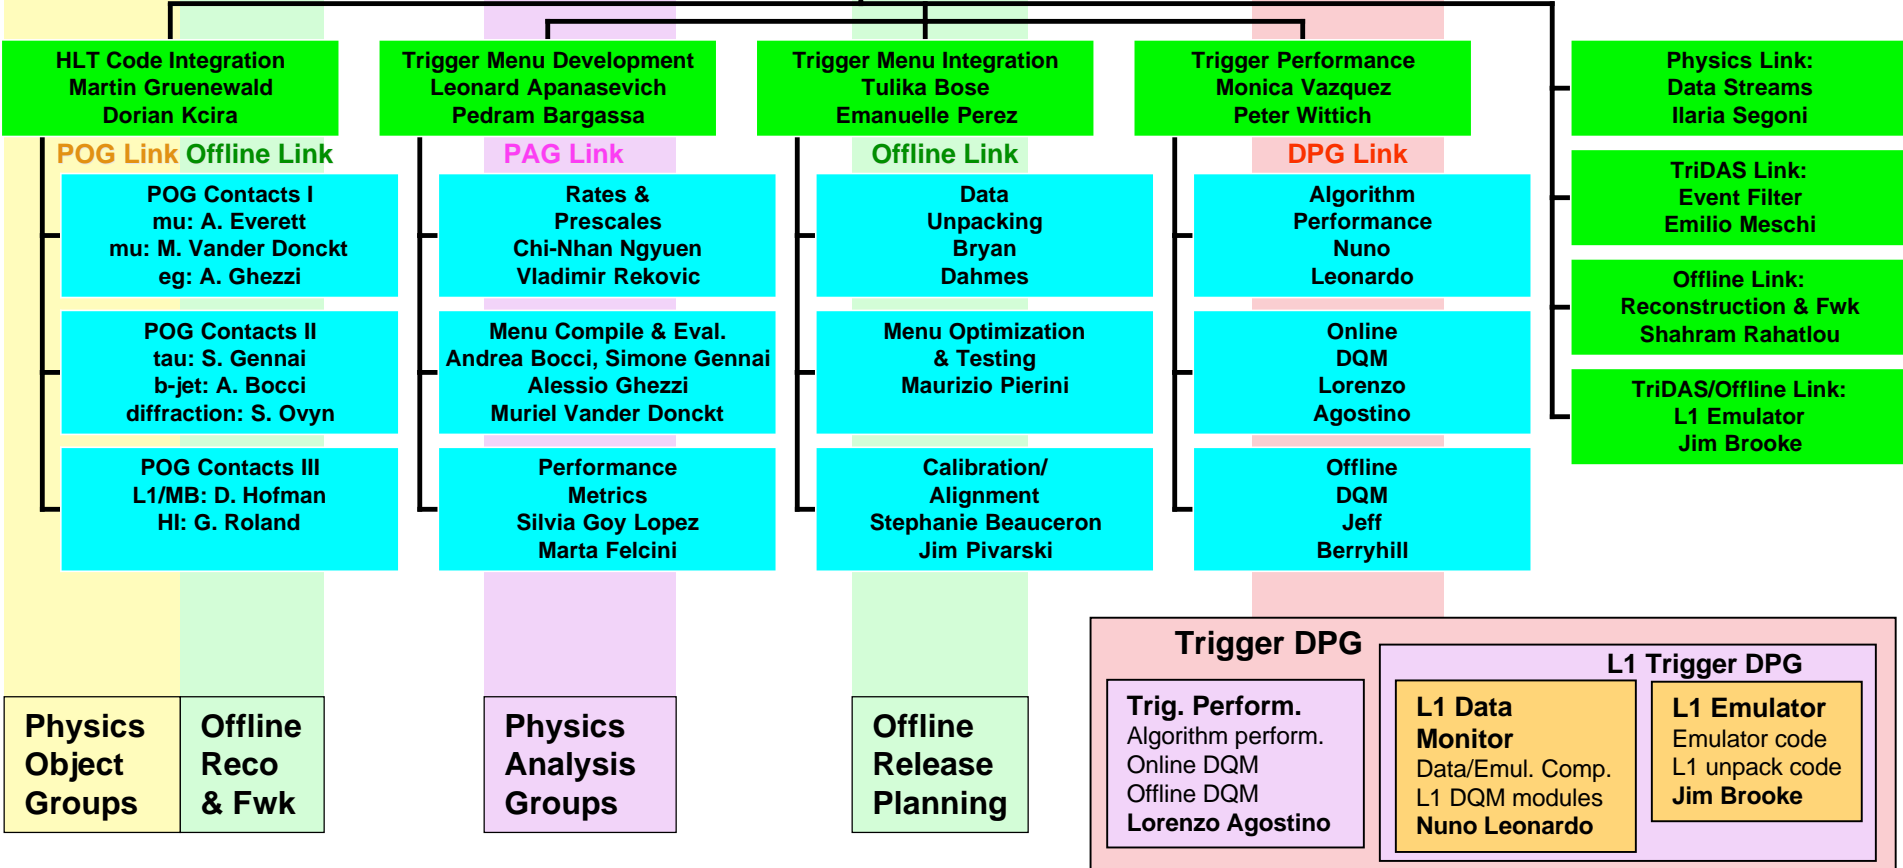 HLT Code Integration
Martin Gruenewald
Dorian Kcira
Trigger Menu Development
Leonard Apanasevich
Pedram Bargassa
Trigger Menu Integration
Tulika Bose
Emanuelle Perez
Trigger Performance
Monica Vazquez
Peter Wittich
Physics Link:
Data Streams
Ilaria Segoni
TriDAS Link:
Event Filter
Emilio Meschi
Offline Link:
Reconstruction & Fwk
Shahram Rahatlou
TriDAS/Offline Link:
L1 Emulator
Jim Brooke
POG Link Offline Link
POG Contacts I
mu: A. Everett
mu: M. Vander Donckt
eg: A. Ghezzi
POG Contacts II
tau: S. Gennai
b-jet: A. Bocci
diffraction: S. Ovyn
POG Contacts III
L1/MB: D. Hofman
HI: G. Roland
PAG Link
Rates &
Prescales
Chi-Nhan Ngyuen
Vladimir Rekovic
Menu Compile & Eval.
Andrea Bocci, Simone Gennai
Alessio Ghezzi
Muriel Vander Donckt
Performance
Metrics
Silvia Goy Lopez
Marta Felcini
Offline Link
Data
Unpacking
Bryan
Dahmes
Menu Optimization
& Testing
Maurizio Pierini
Calibration/
Alignment
Stephanie Beauceron
Jim Pivarski
DPG Link
Algorithm
Performance
Nuno
Leonardo
Online
DQM
Lorenzo
Agostino
Offline
DQM
Jeff
Berryhill
Physics
Object
Groups
Offline
Reco
& Fwk
Physics
Analysis
Groups
Offline
Release
Planning
Trigger DPG
Trig. Perform.
Algorithm perform.
Online DQM
Offline DQM
Lorenzo Agostino
L1 Trigger DPG
L1 Data
Monitor
Data/Emul. Comp.
L1 DQM modules
Nuno Leonardo
L1 Emulator
Emulator code
L1 unpack code
Jim Brooke